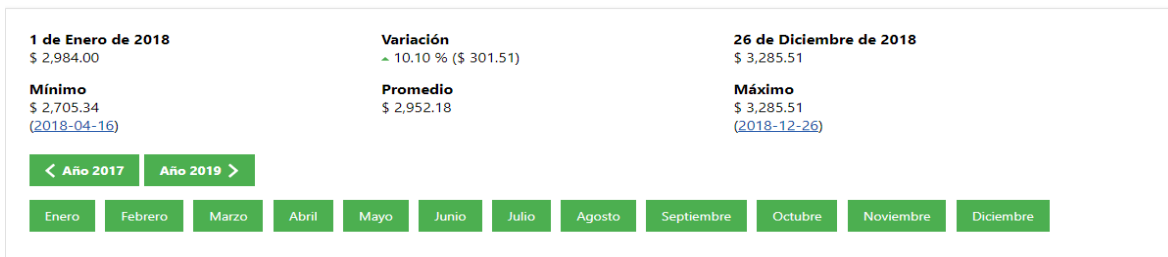 1 de Enero de 2018
$ 2,984.00
Variación
10.10 % ($ 301.51)
26 de Diciembre de 2018
$ 3,285.51
Mínimo
$ 2,705.34
(2018-04-16)
Promedio
$ 2,952.18
Máximo
$ 3,285.51
(2018-12-26)
Año 2017
Año 2019
Enero
Febrero
Marzo
Abril
Mayo
Junio
Julio
Agosto
Septiembre
Octubre
Noviembre
Diciembre